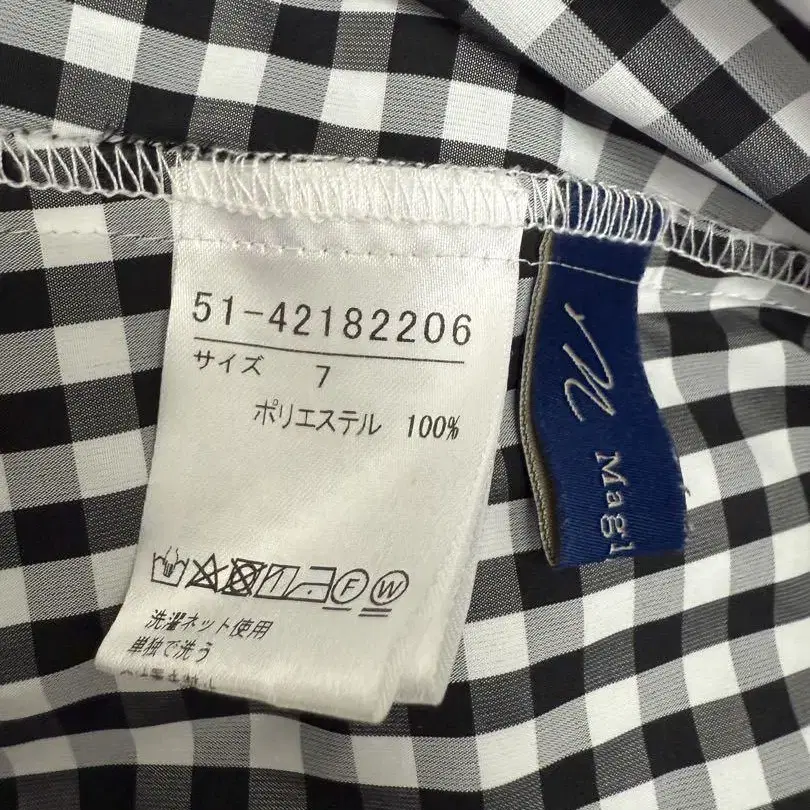 51-42182206
サイズ 7
ポリエステル 100%
F W
洗濯ネット使用
単独で洗う
M
Magl